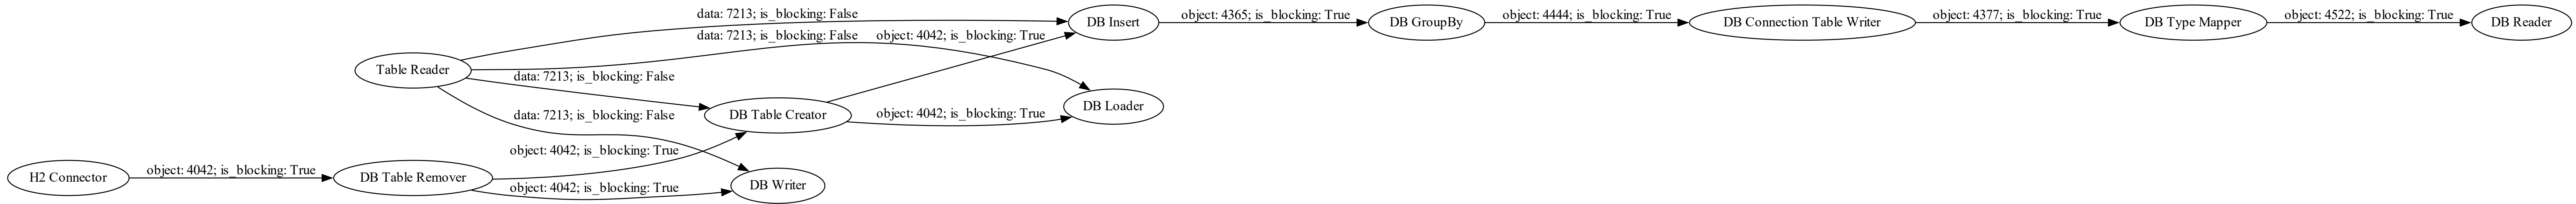 data: 7213; is_blocking: False
DB Insert
object: 4365; is_blocking: True
DB GroupBy
object: 4444; is_blocking: True
DB Connection Table Writer
object: 4377; is_blocking: True
DB Type Mapper
object: 4522; is_blocking: True
DB Reader
data: 7213; is_blocking: False
object: 4042; is_blocking: True
Table Reader
data: 7213; is_blocking: False
DB Loader
data: 7213; is_blocking: False
DB Table Creator
object: 4042; is_blocking: True
object: 4042; is_blocking: True
H2 Connector
object: 4042; is_blocking: True
DB Table Remover
object: 4042; is_blocking: True
DB Writer